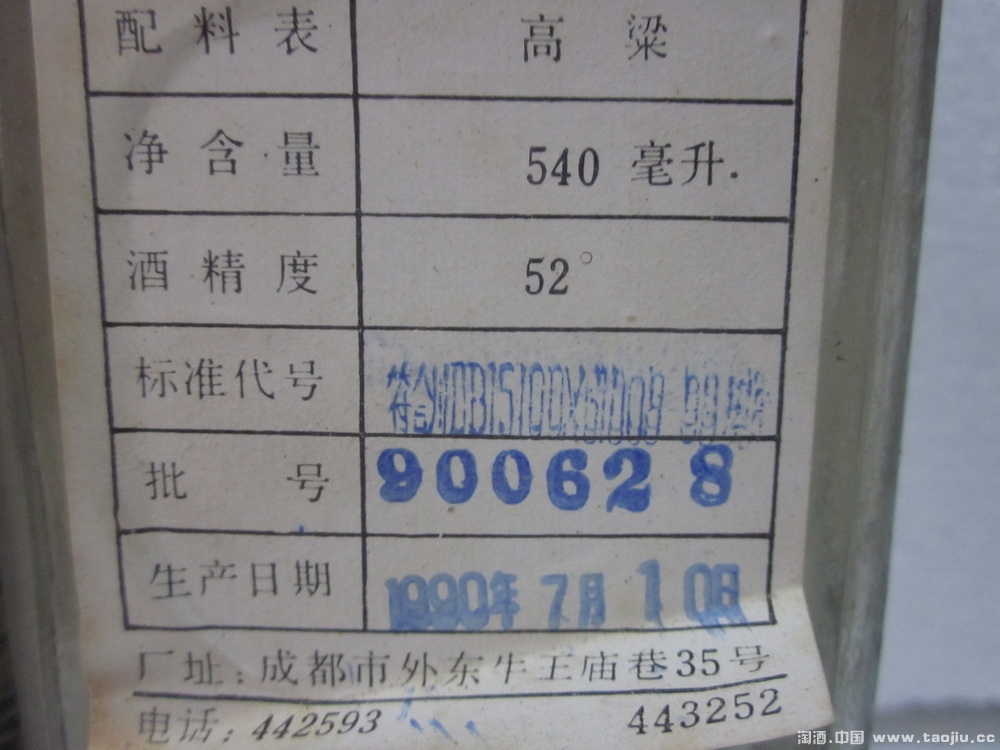 配料表 高粱
净含量 540 毫升.
酒精度 52°
标准代号 符合
批号 900628
生产日期 1990年 7月 10日
厂址:成都市外东牛王庙巷35号
电话:442593 443252
淘酒.中国 www.taojiu.cc